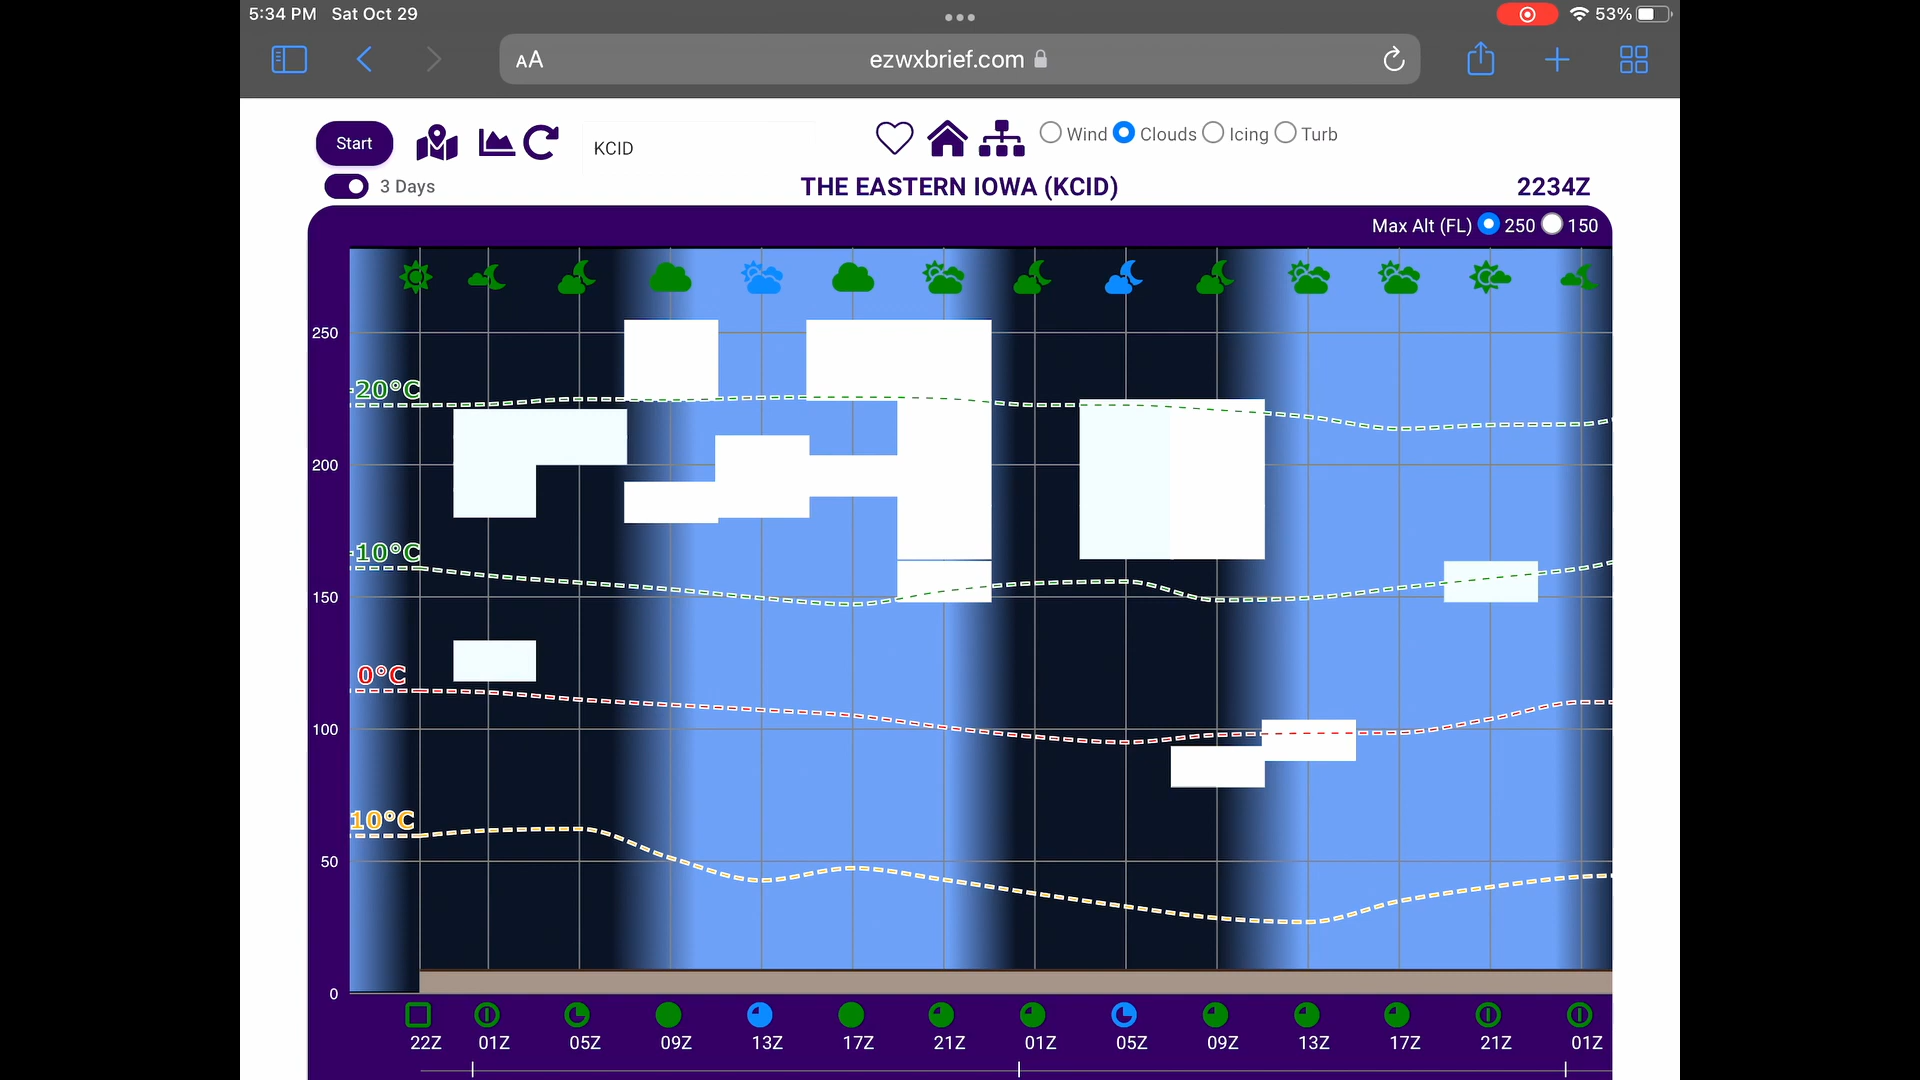 5:34 PM Sat Oct 29
53%
AA
ezwxbrief.com
Start
KCID
Wind Clouds Icing Turb
3 Days
THE EASTERN IOWA (KCID)
2234Z
Max Alt (FL) 250 150
250
-20°C
200
-10°C
150
0°C
100
10°C
50
0
22Z 01Z 05Z 09Z 13Z 17Z 21Z 01Z 05Z 09Z 13Z 17Z 21Z 01Z